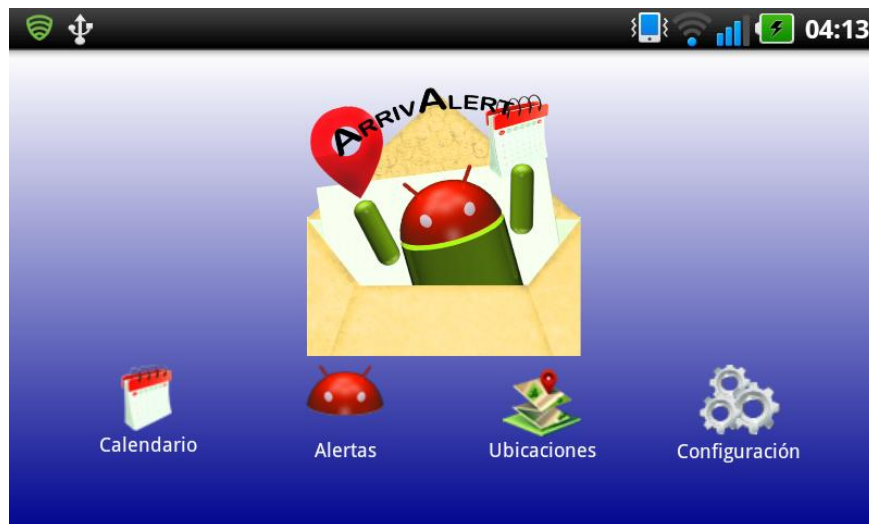 04:13
ARRIVALERT
Calendario
Alertas
Ubicaciones
Configuración